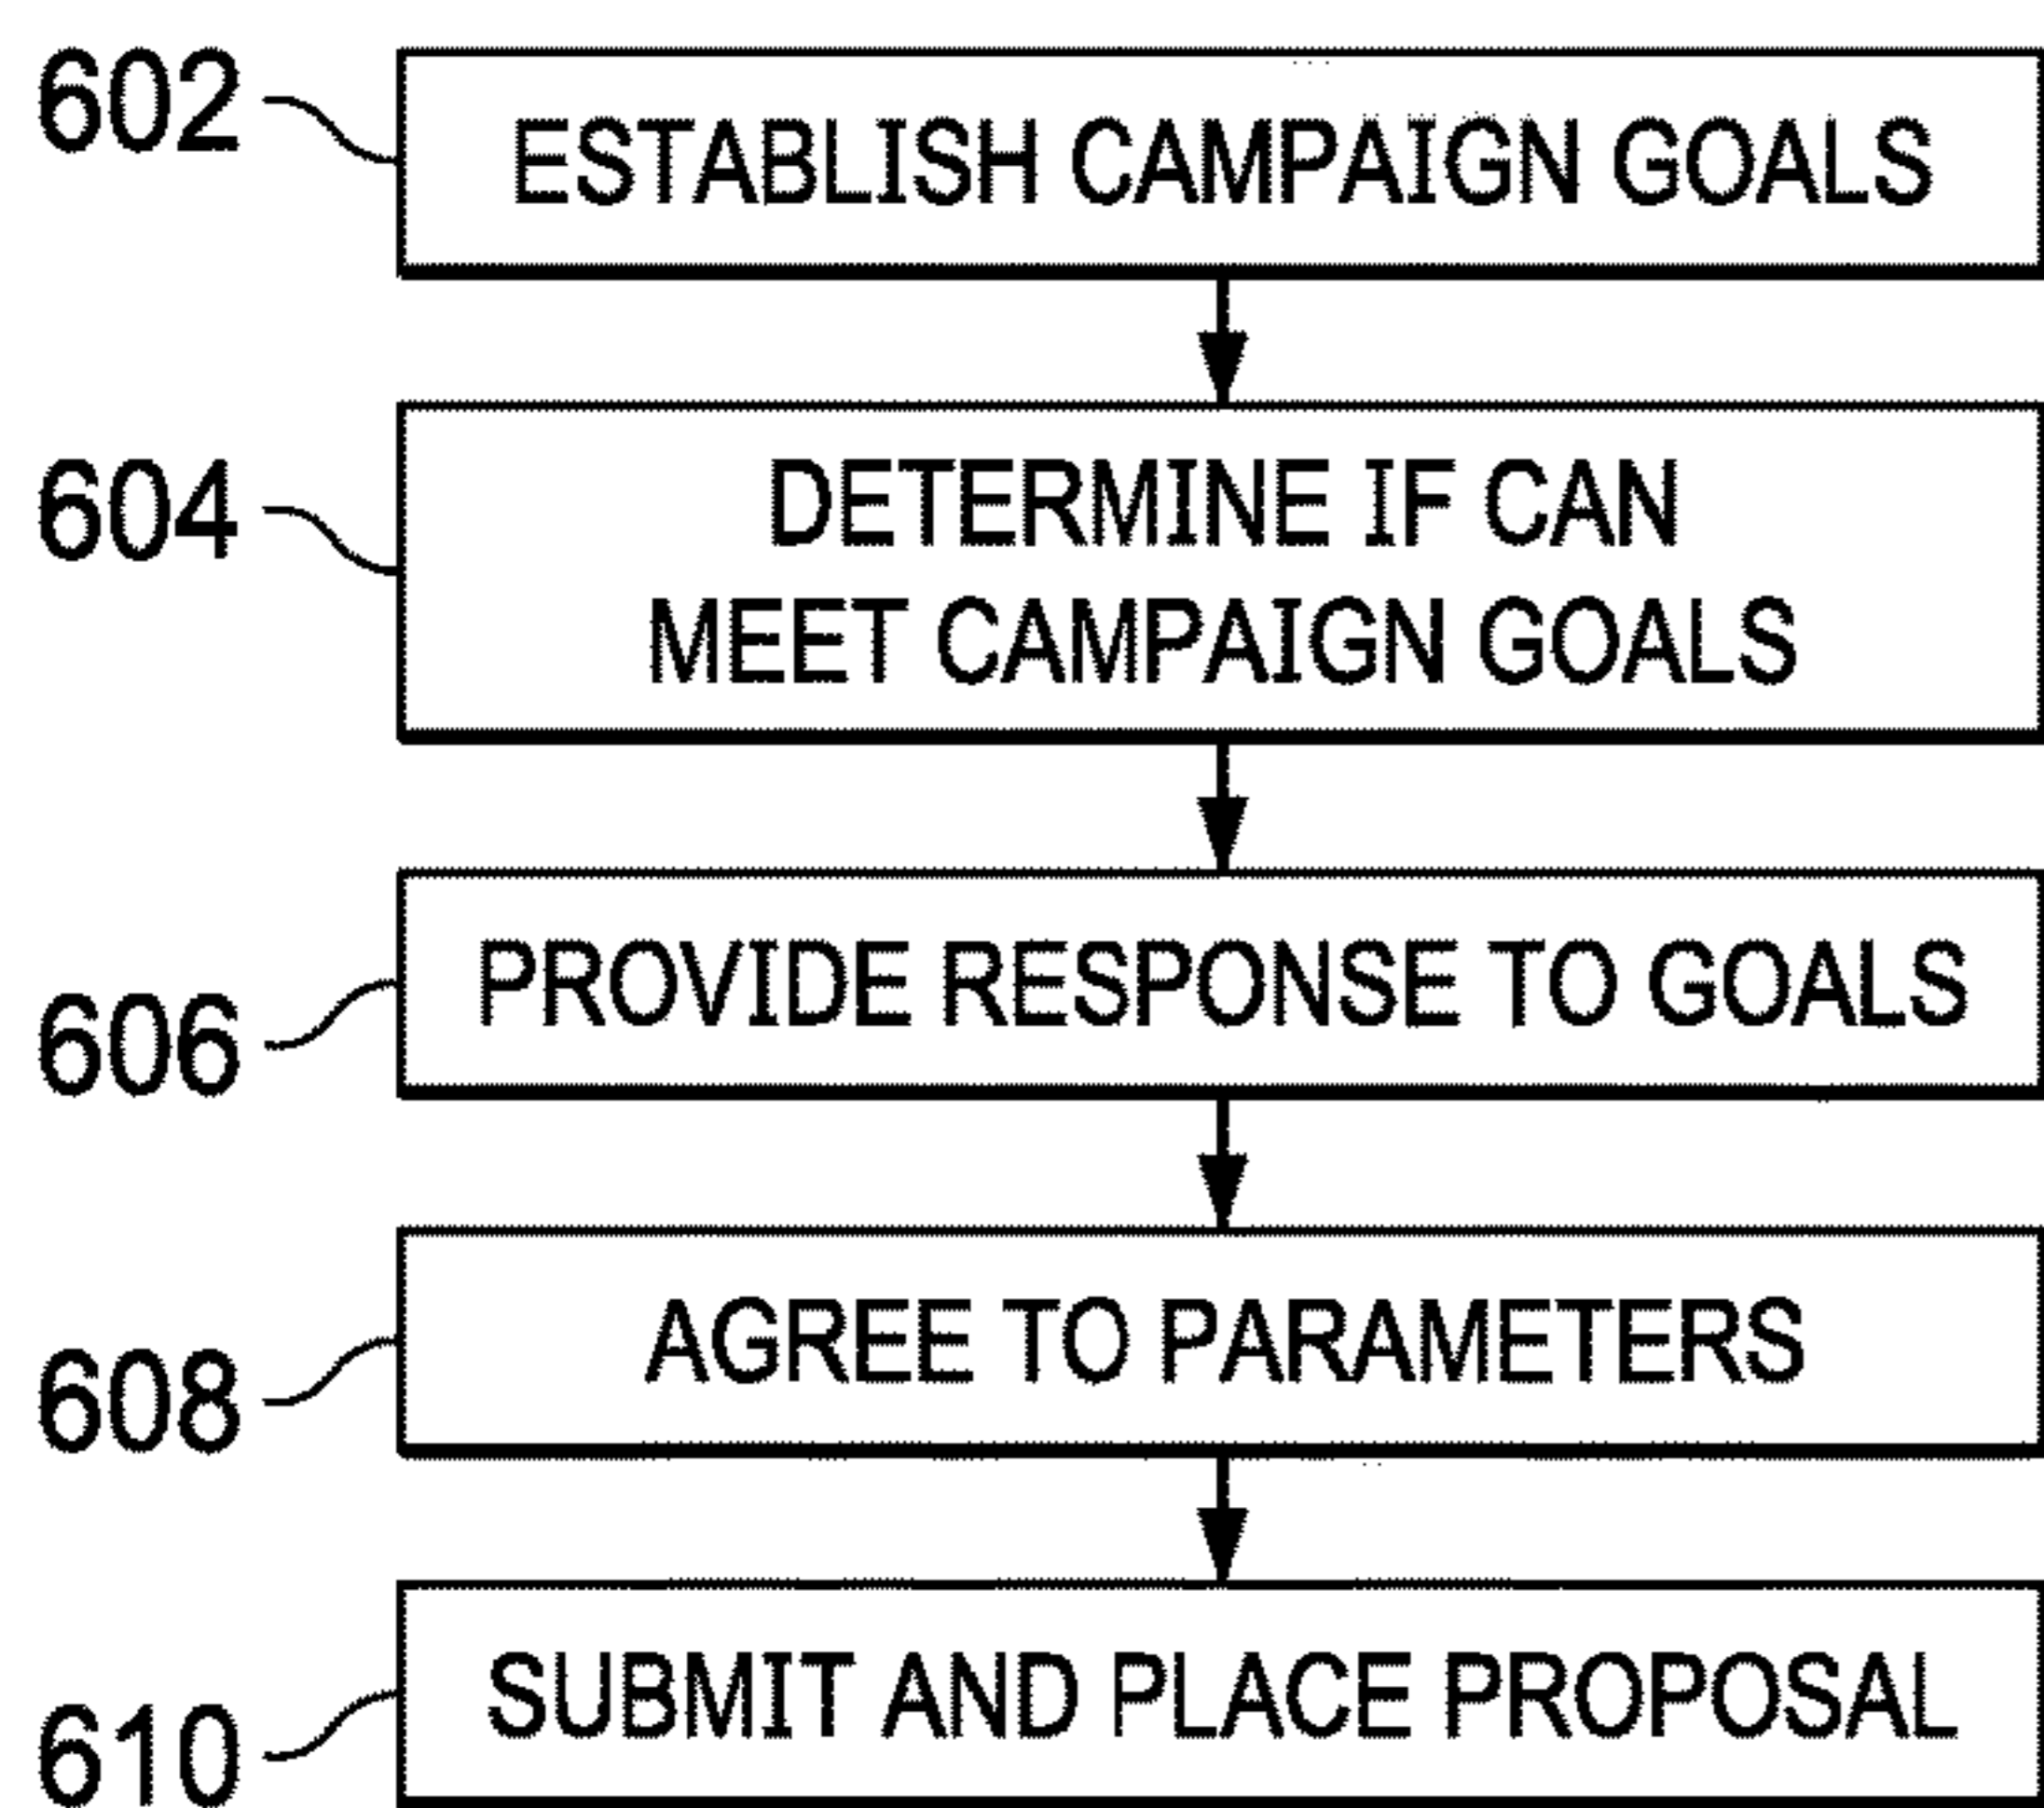 602
ESTABLISH CAMPAIGN GOALS
604
DETERMINE IF CAN
MEET CAMPAIGN GOALS
606
PROVIDE RESPONSE TO GOALS
608
AGREE TO PARAMETERS
610
SUBMIT AND PLACE PROPOSAL